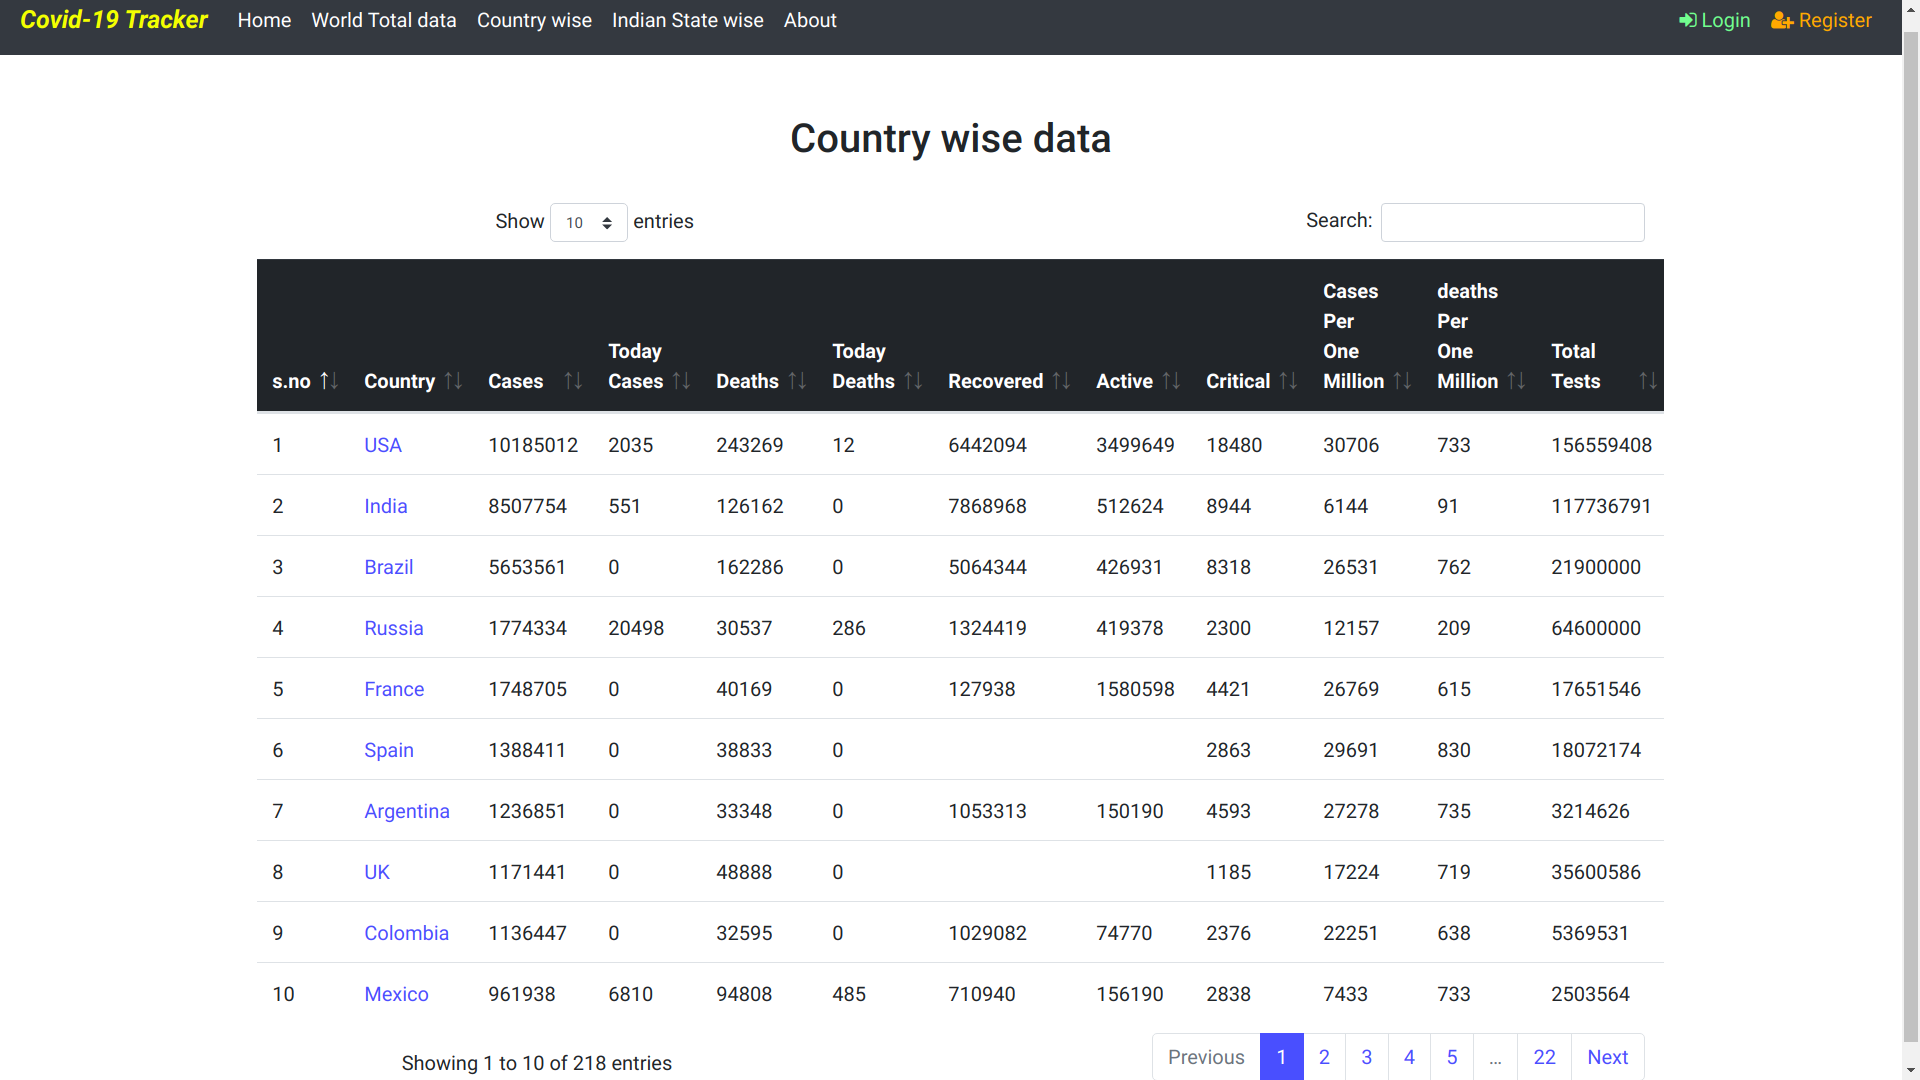 Covid-19 Tracker Home World Total data Country wise Indian State wise About Login Register
Country wise data
Show 10 entries Search:
s.no Country Cases Today Cases Deaths Today Deaths Recovered Active Critical Cases Per One Million deaths Per One Million Total Tests
1 USA 10185012 2035 243269 12 6442094 3499649 18480 30706 733 156559408
2 India 8507754 551 126162 0 7868968 512624 8944 6144 91 117736791
3 Brazil 5653561 0 162286 0 5064344 426931 8318 26531 762 21900000
4 Russia 1774334 20498 30537 286 1324419 419378 2300 12157 209 64600000
5 France 1748705 0 40169 0 127938 1580598 4421 26769 615 17651546
6 Spain 1388411 0 38833 0 2863 29691 830 18072174
7 Argentina 1236851 0 33348 0 1053313 150190 4593 27278 735 3214626
8 UK 1171441 0 48888 0 1185 17224 719 35600586
9 Colombia 1136447 0 32595 0 1029082 74770 2376 22251 638 5369531
10 Mexico 961938 6810 94808 485 710940 156190 2838 7433 733 2503564
Showing 1 to 10 of 218 entries Previous 1 2 3 4 5 … 22 Next